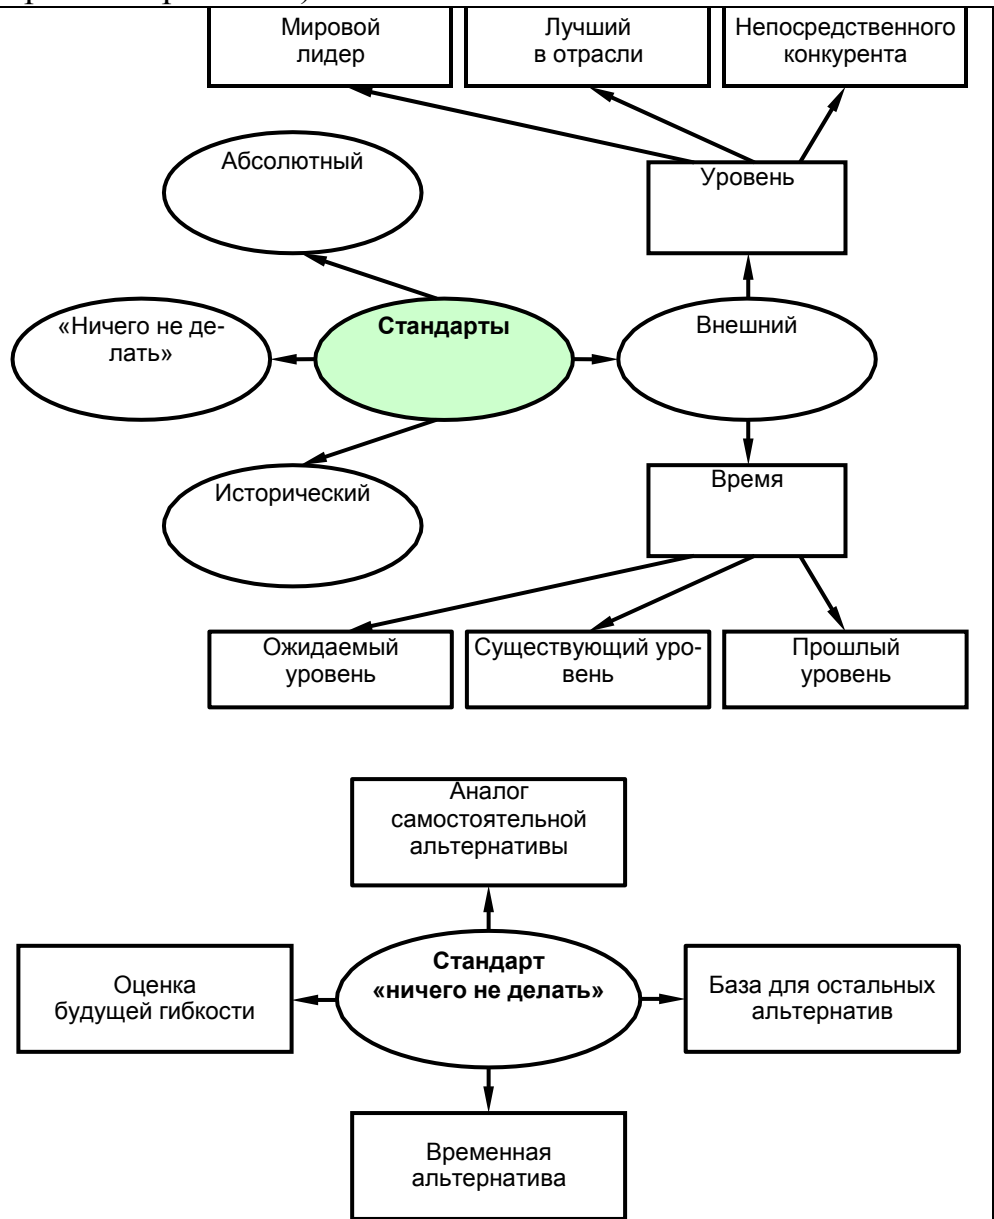 Мировой
лидер
Лучший
в отрасли
Непосредственного
конкурента
Абсолютный
Уровень
«Ничего не де-
лать»
Стандарты
Внешний
Исторический
Время
Ожидаемый
уровень
Существующий уро-
вень
Прошлый
уровень
Аналог
самостоятельной
альтернативы
Оценка
будущей гибкости
Стандарт
«ничего не делать»
База для остальных
альтернатив
Временная
альтернатива